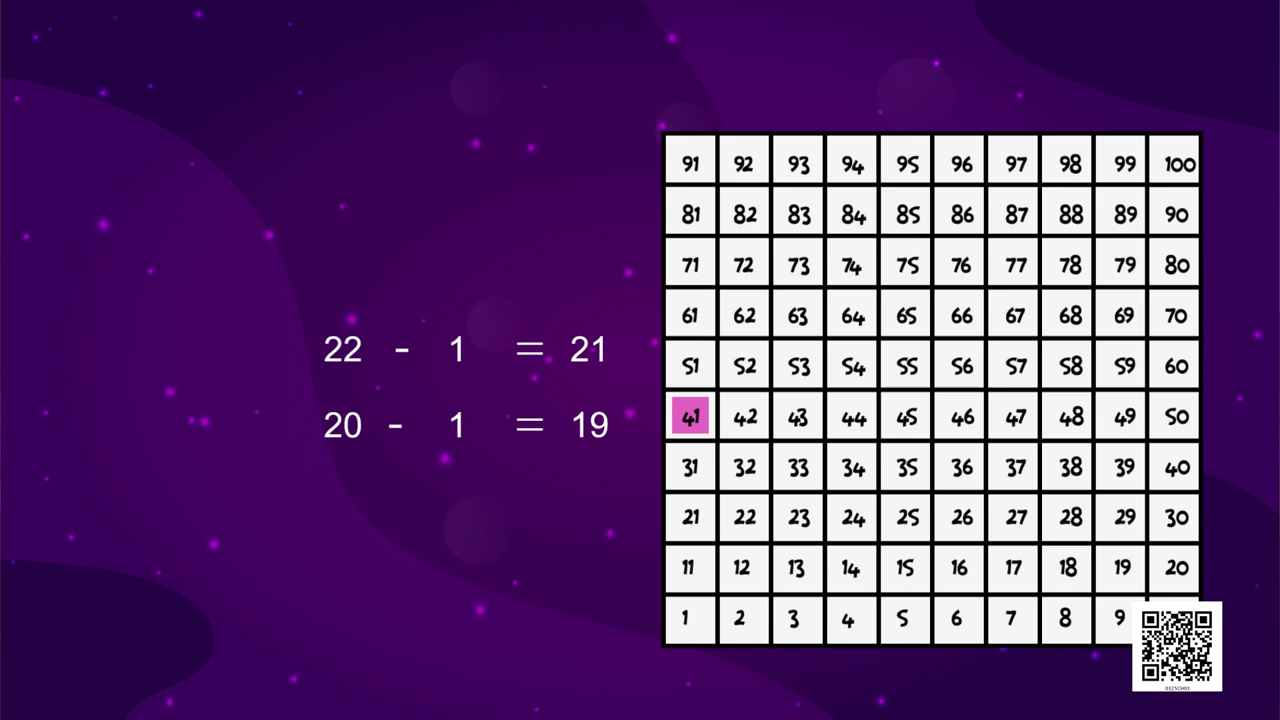 91 92 93 94 95 96 97 98 99 100
81 82 83 84 85 86 87 88 89 90
71 72 73 74 75 76 77 78 79 80
61 62 63 64 65 66 67 68 69 70
22 - 1 = 21
51 52 53 54 55 56 57 58 59 60
20 - 1 = 19
41 42 43 44 45 46 47 48 49 50
31 32 33 34 35 36 37 38 39 40
21 22 23 24 25 26 27 28 29 30
11 12 13 14 15 16 17 18 19 20
1 2 3 4 5 6 7 8 9
0325CH03